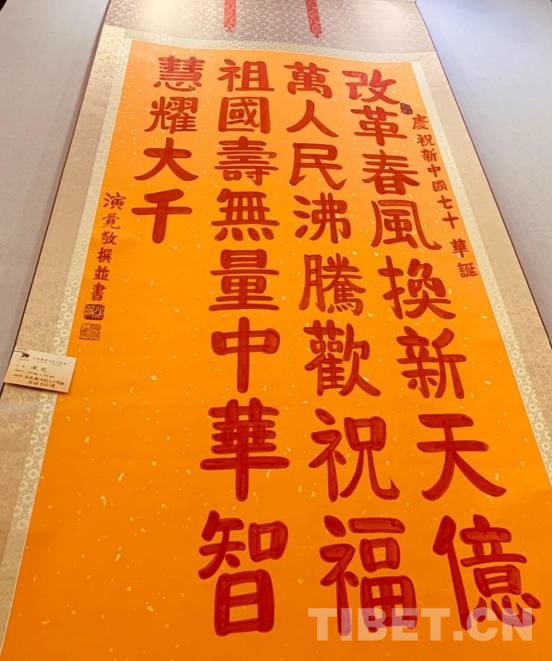 慶祝新中國七十華誕
改革春風換新天億
萬人民沸騰歡祝福
祖國壽無量中華智
慧耀大千
演覺敬撰並書
TIBET.CN